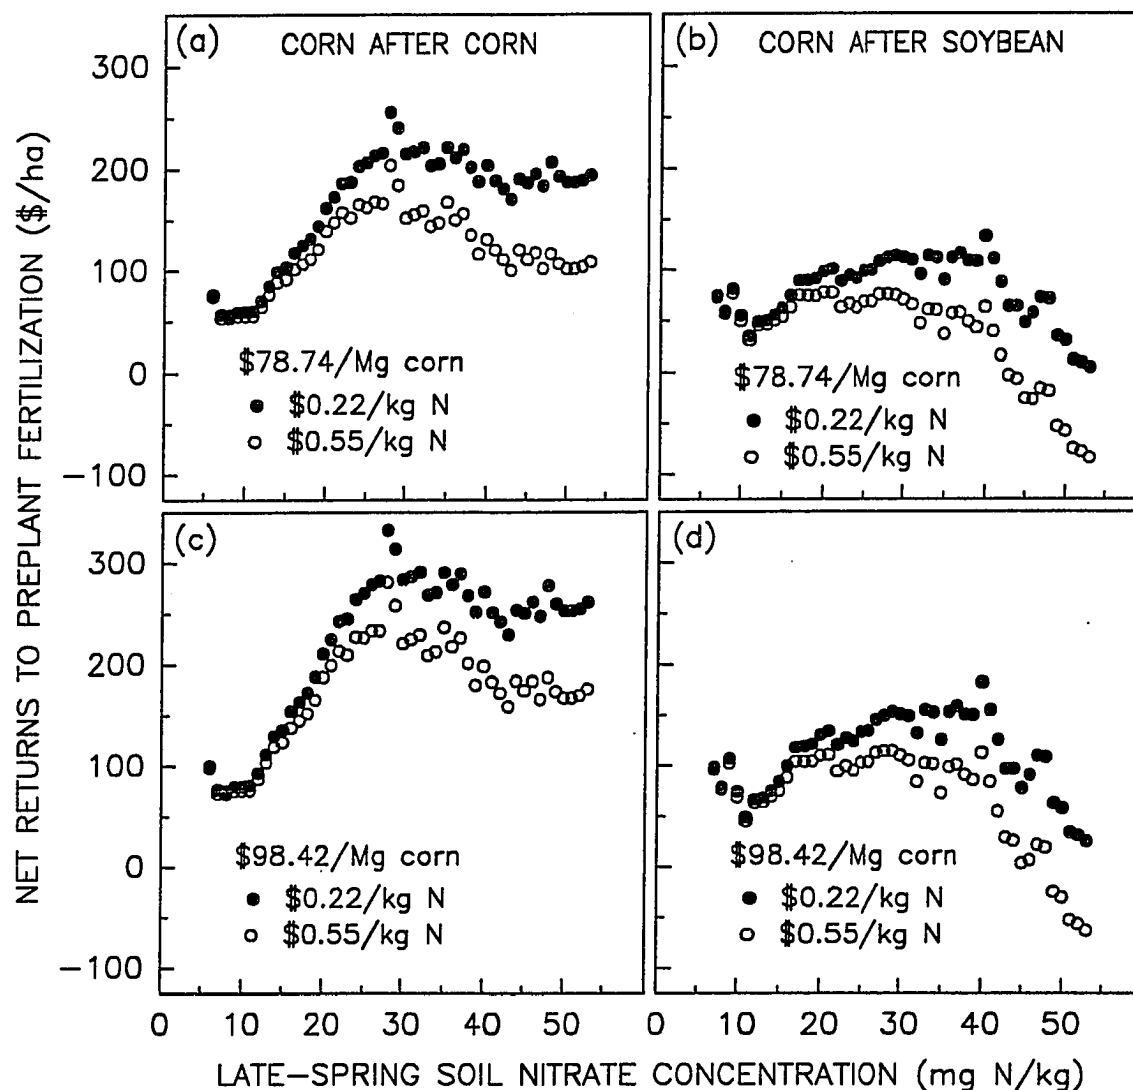 (a) CORN AFTER CORN
(b) CORN AFTER SOYBEAN
300
200
100
0
−100
$78.74/Mg corn
$0.22/kg N
$0.55/kg N
$78.74/Mg corn
$0.22/kg N
$0.55/kg N
(c)
(d)
300
200
100
0
−100
$98.42/Mg corn
$0.22/kg N
$0.55/kg N
$98.42/Mg corn
$0.22/kg N
$0.55/kg N
0 10 20 30 40 50
0 10 20 30 40 50
NET RETURNS TO PREPLANT FERTILIZATION ($/ha)
LATE−SPRING SOIL NITRATE CONCENTRATION (mg N/kg)